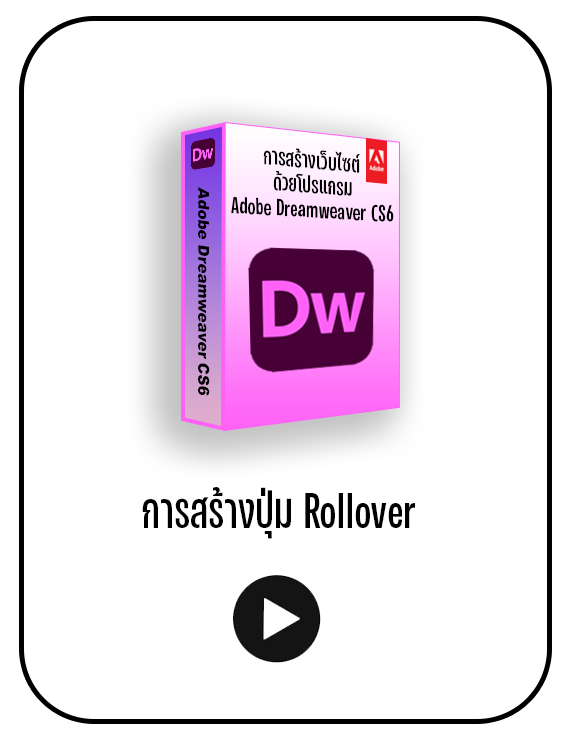 Dw
Adobe Dreamweaver CS6
การสร้างเว็บไซต์
ด้วยโปรแกรม
Adobe Dreamweaver CS6
Adobe
Dw
การสร้างปุ่ม Rollover